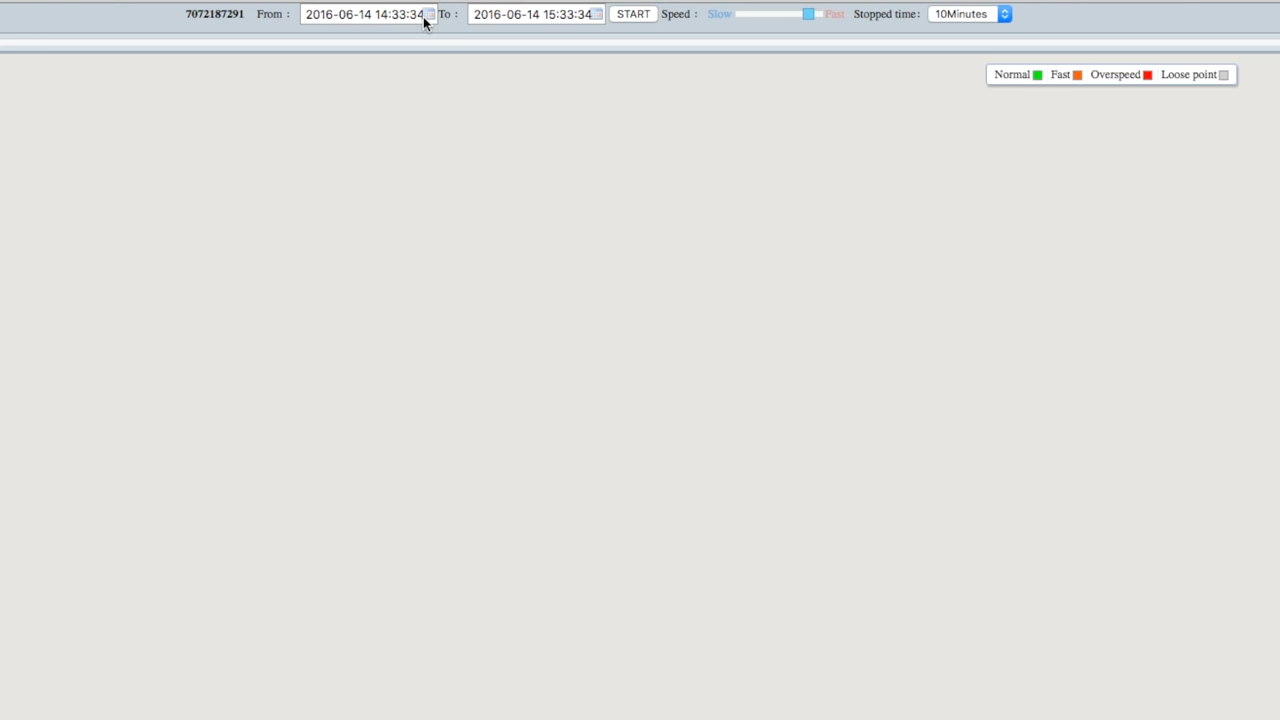 7072187291 From : 2016-06-14 14:33:34 To : 2016-06-14 15:33:34 START Speed : Slow Fast Stopped time: 10Minutes
Normal Fast Overspeed Loose point